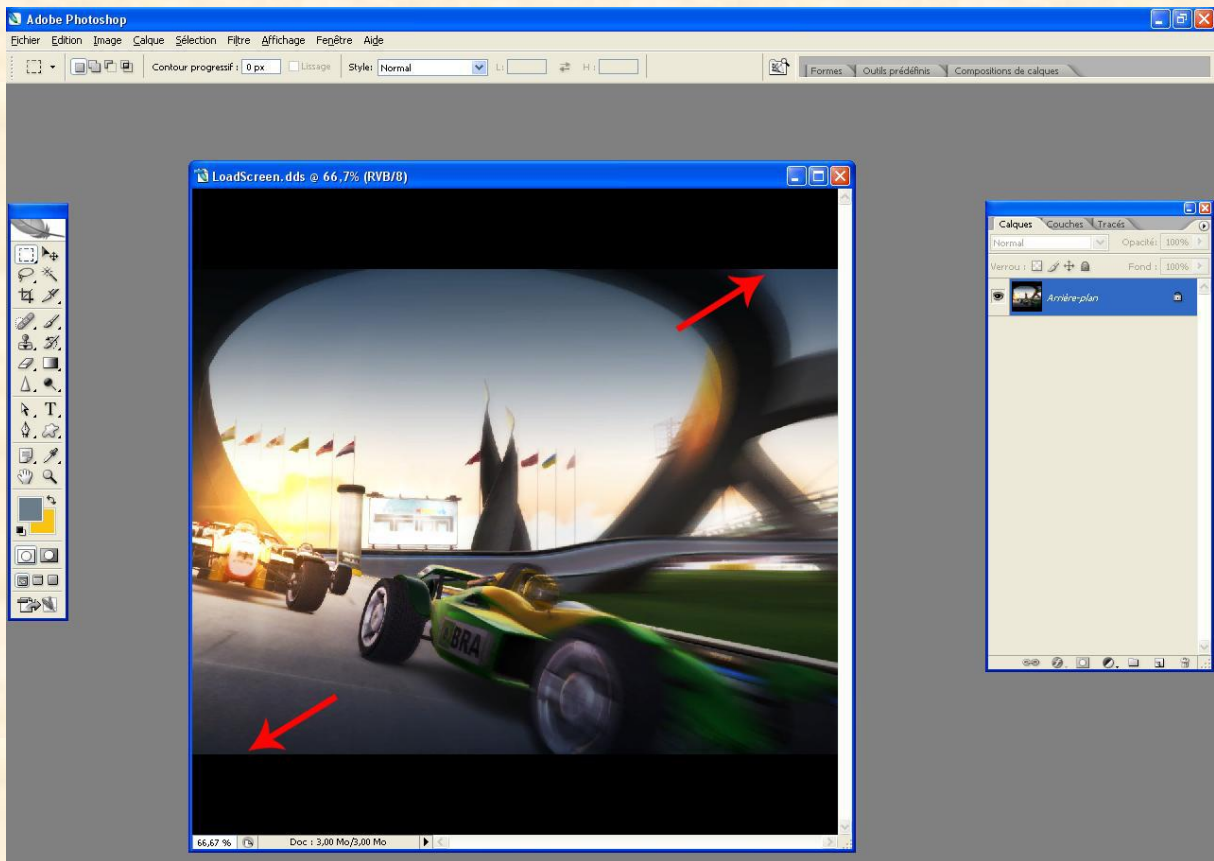 Adobe Photoshop
Fichier Edition Image Calque Sélection Filtre Affichage Fenêtre Aide
Contour progressif : 0 px Lissage Style: Normal L: H: Formes Outils prédéfinis Compositions de calques
LoadScreen.dds @ 66,7% (RVB/8)
Calques Couches Tracés
Normal Opacité: 100%
Verrou : Fond : 100%
Arrière-plan
T
BRA
66,67 % Doc : 3,00 Mo/3,00 Mo